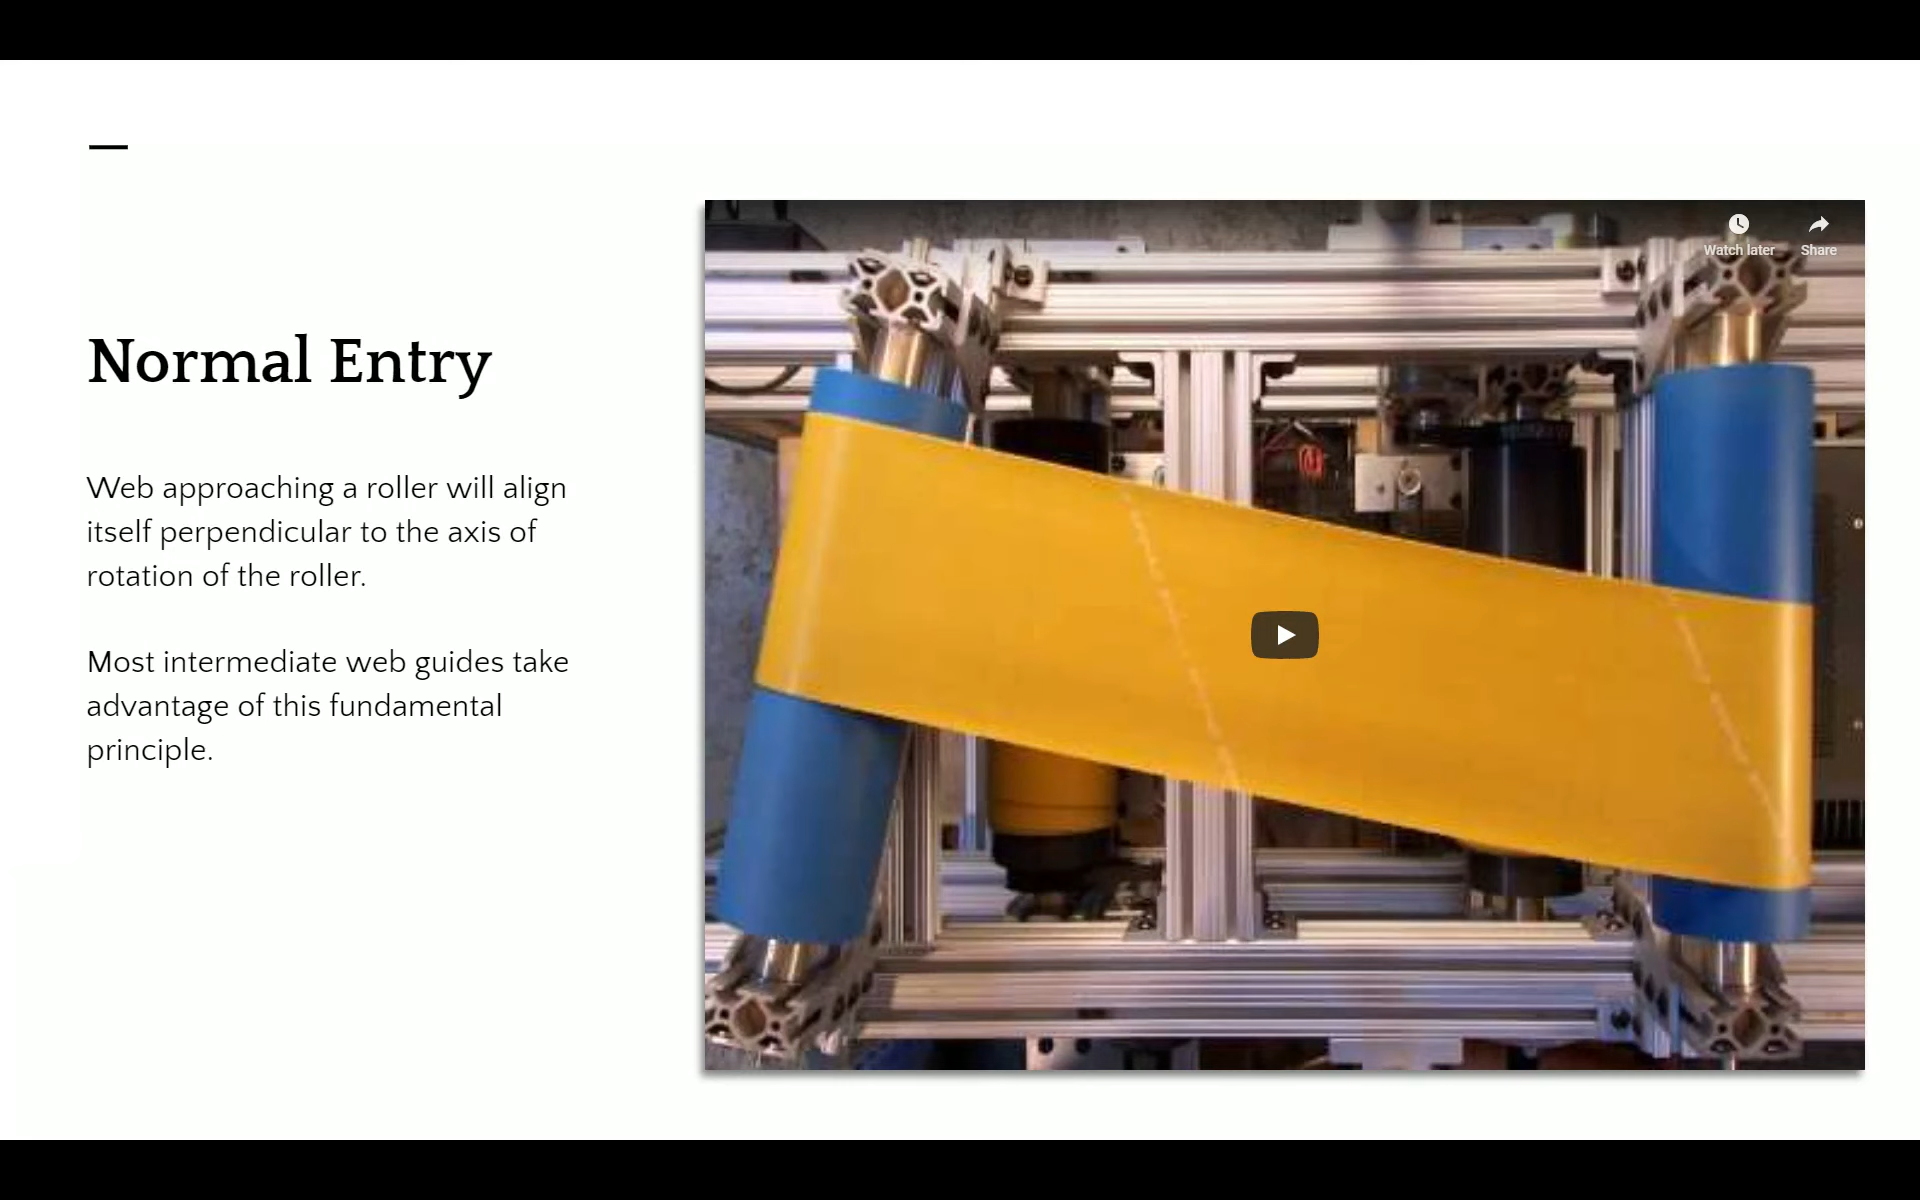 Normal Entry
Web approaching a roller will align
itself perpendicular to the axis of
rotation of the roller.
Most intermediate web guides take
advantage of this fundamental
principle.
Watch later
Share